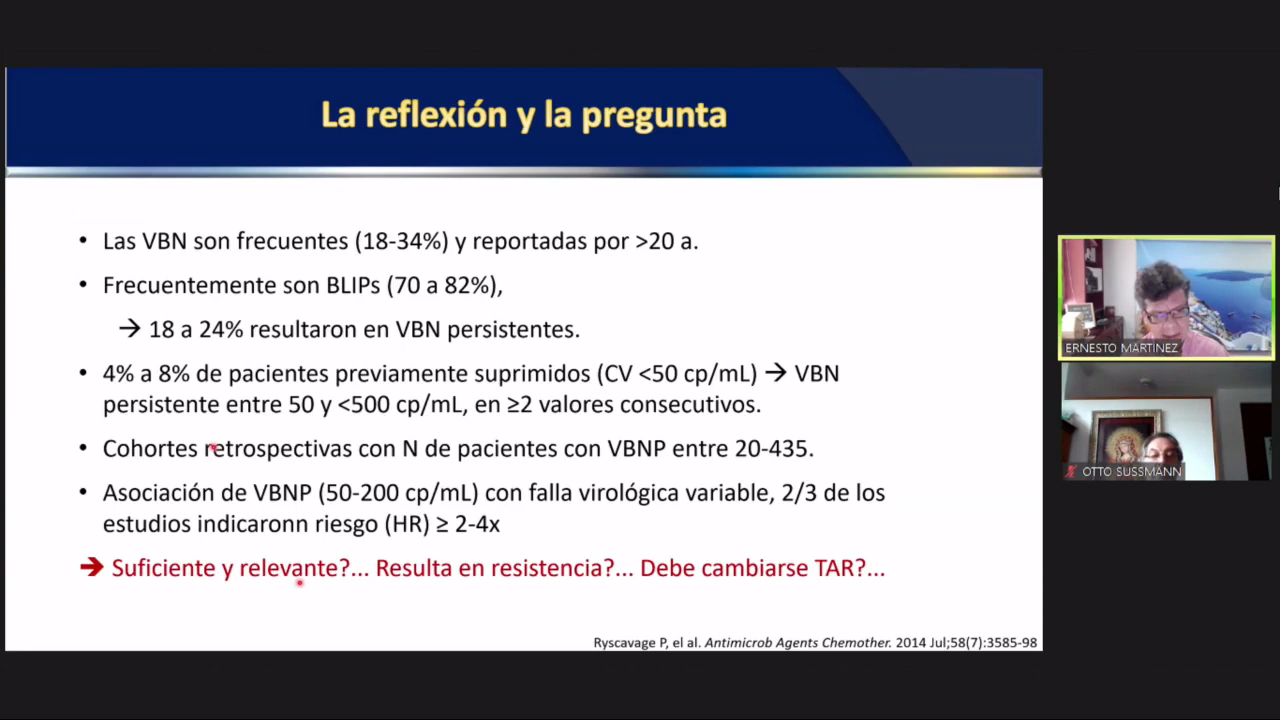 La reflexión y la pregunta
• Las VBN son frecuentes (18-34%) y reportadas por >20 a.
• Frecuentemente son BLIPs (70 a 82%),
→ 18 a 24% resultaron en VBN persistentes.
• 4% a 8% de pacientes previamente suprimidos (CV <50 cp/mL) → VBN
persistente entre 50 y <500 cp/mL, en ≥2 valores consecutivos.
• Cohortes retrospectivas con N de pacientes con VBNP entre 20-435.
• Asociación de VBNP (50-200 cp/mL) con falla virológica variable, 2/3 de los
estudios indicaronn riesgo (HR) ≥ 2-4x
→ Suficiente y relevante?... Resulta en resistencia?... Debe cambiarse TAR?...
Ryscavage P, el al. Antimicrob Agents Chemother. 2014 Jul;58(7):3585-98
ERNESTO MARTINEZ
OTTO SUSSMANN